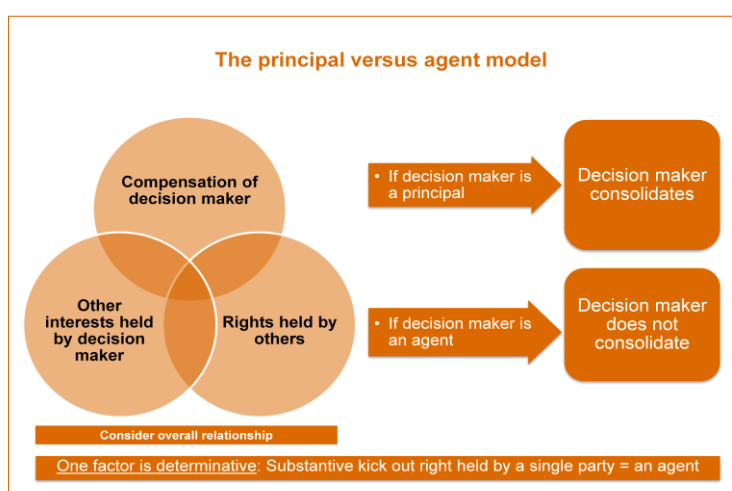 The principal versus agent model
Compensation of
decision maker
Other
interests held
by decision
maker
Rights held by
others
Consider overall relationship
• If decision maker is
a principal
Decision maker
consolidates
• If decision maker is
an agent
Decision maker
does not
consolidate
One factor is determinative: Substantive kick out right held by a single party = an agent